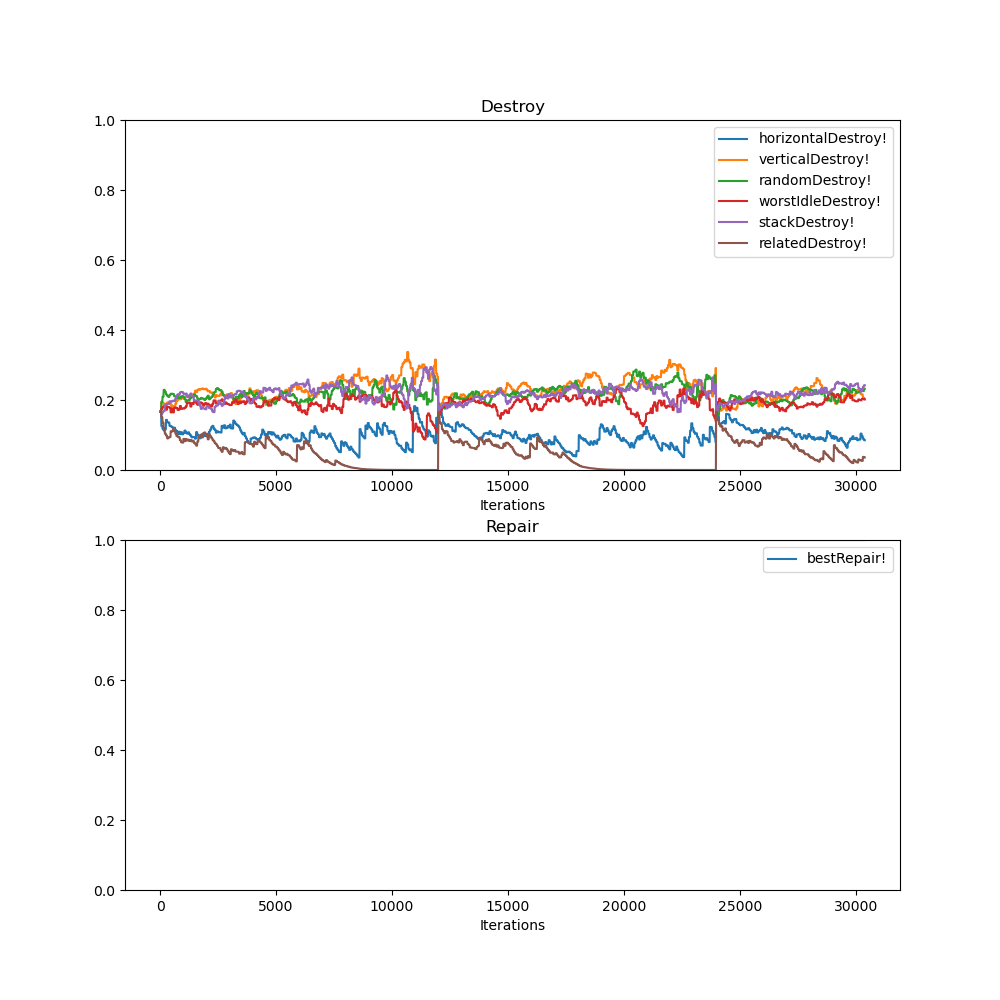 Destroy
1.0
0.8
0.6
0.4
0.2
0.0
horizontalDestroy!
verticalDestroy!
randomDestroy!
worstIdleDestroy!
stackDestroy!
relatedDestroy!
0 5000 10000 15000 20000 25000 30000
Iterations
Repair
1.0
0.8
0.6
0.4
0.2
0.0
bestRepair!
0 5000 10000 15000 20000 25000 30000
Iterations